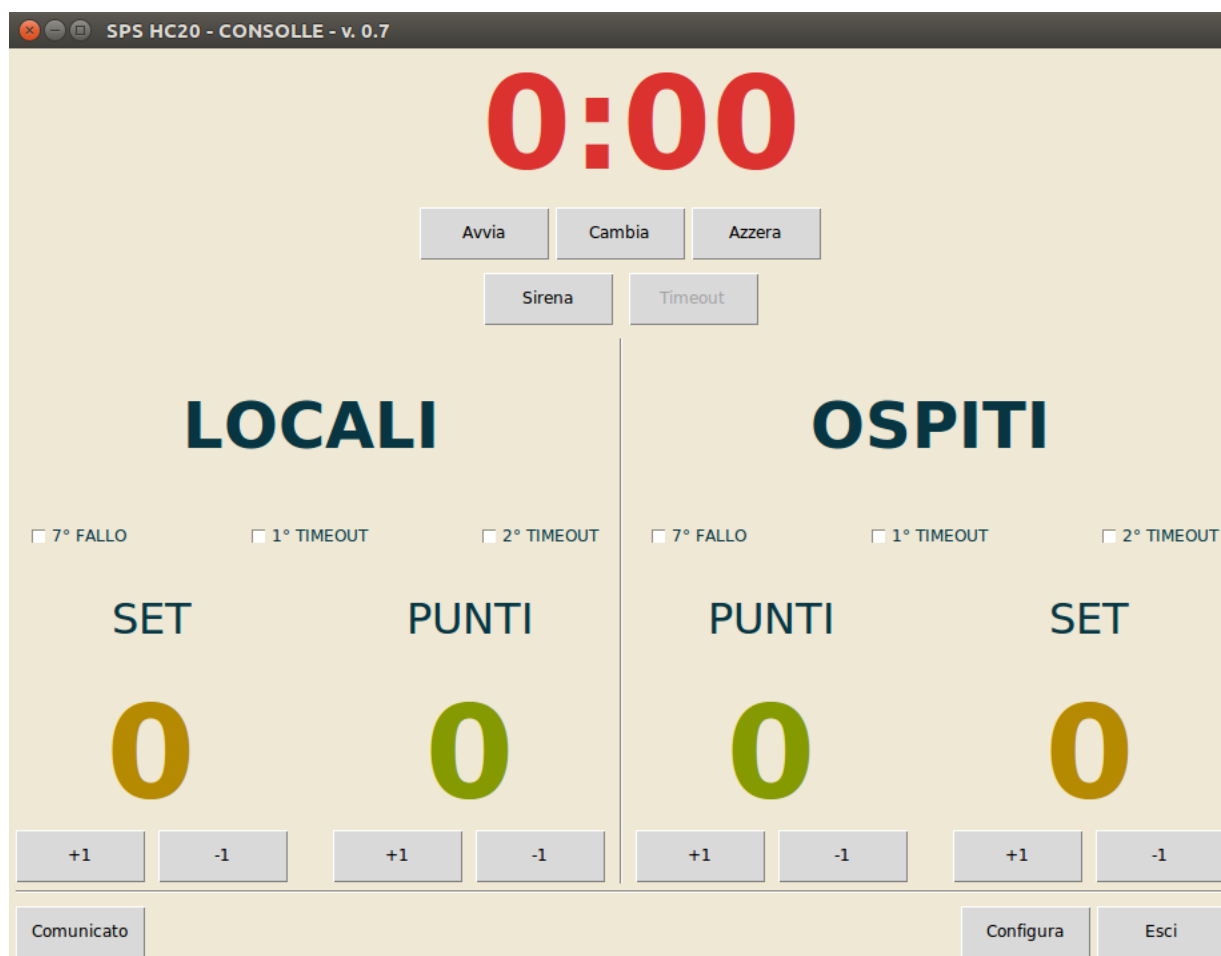 SPS HC20 - CONSOLLE - v. 0.7
0:00
Avvia Cambia Azzera
Sirena Timeout
LOCALI OSPITI
7° FALLO 1° TIMEOUT 2° TIMEOUT 7° FALLO 1° TIMEOUT 2° TIMEOUT
SET PUNTI PUNTI SET
0 0 0 0
+1 -1 +1 -1 +1 -1 +1 -1
Comunicato Configura Esci